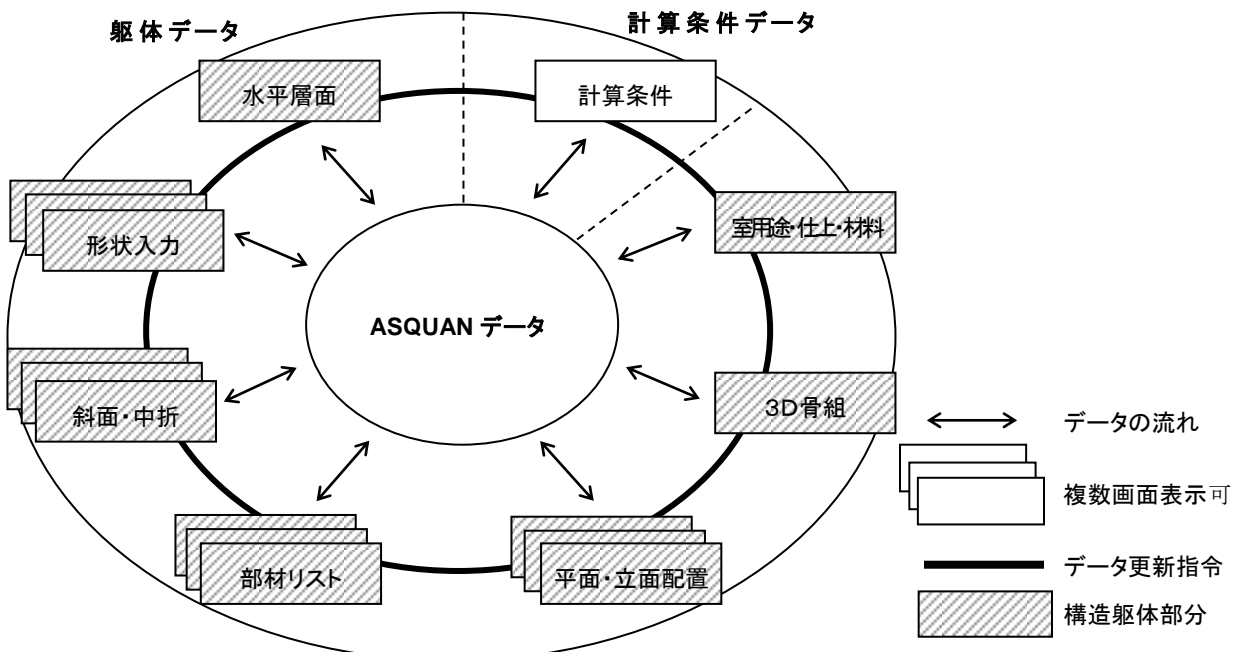 躯体データ
計算条件データ
水平層面
計算条件
形状入力
室用途・仕上・材料
ASQUAN データ
斜面・中折
3D骨組
部材リスト
平面・立面配置
データの流れ
複数画面表示可
データ更新指令
構造躯体部分